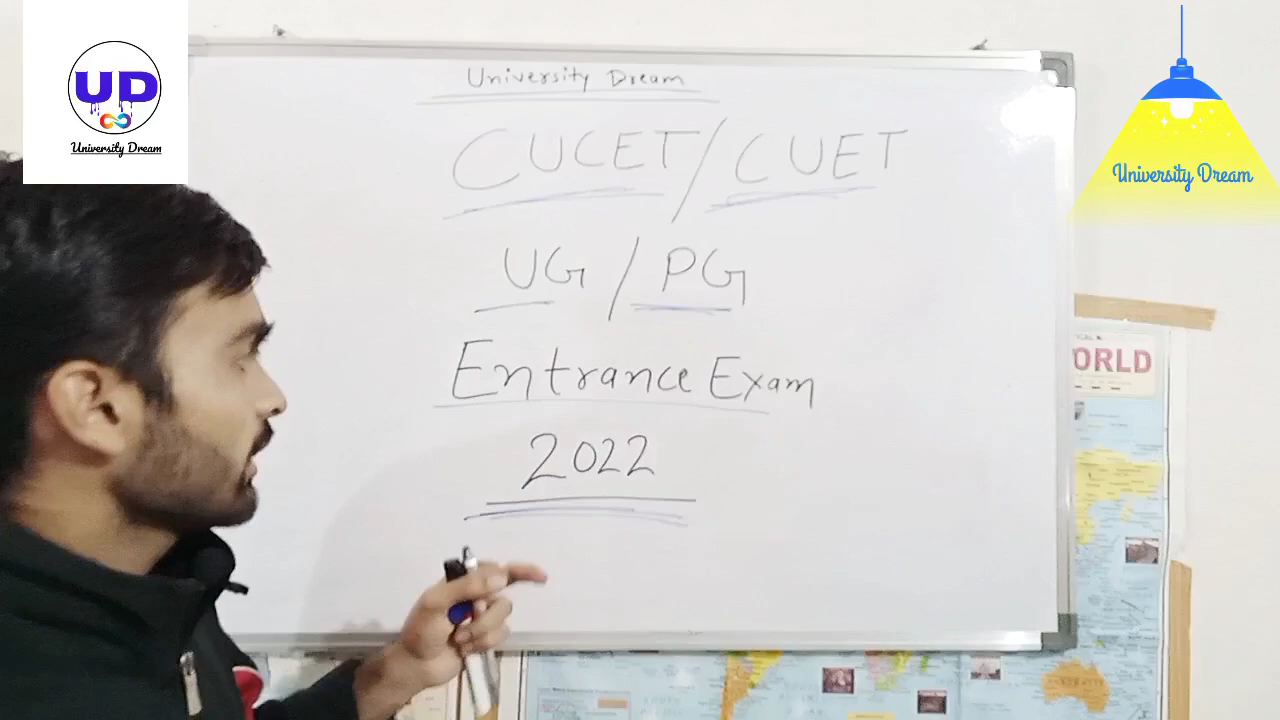 UD
University Dream
University Dream
University Dream
CUCET / CUET
UG / PG
Entrance Exam
2022
ORLD